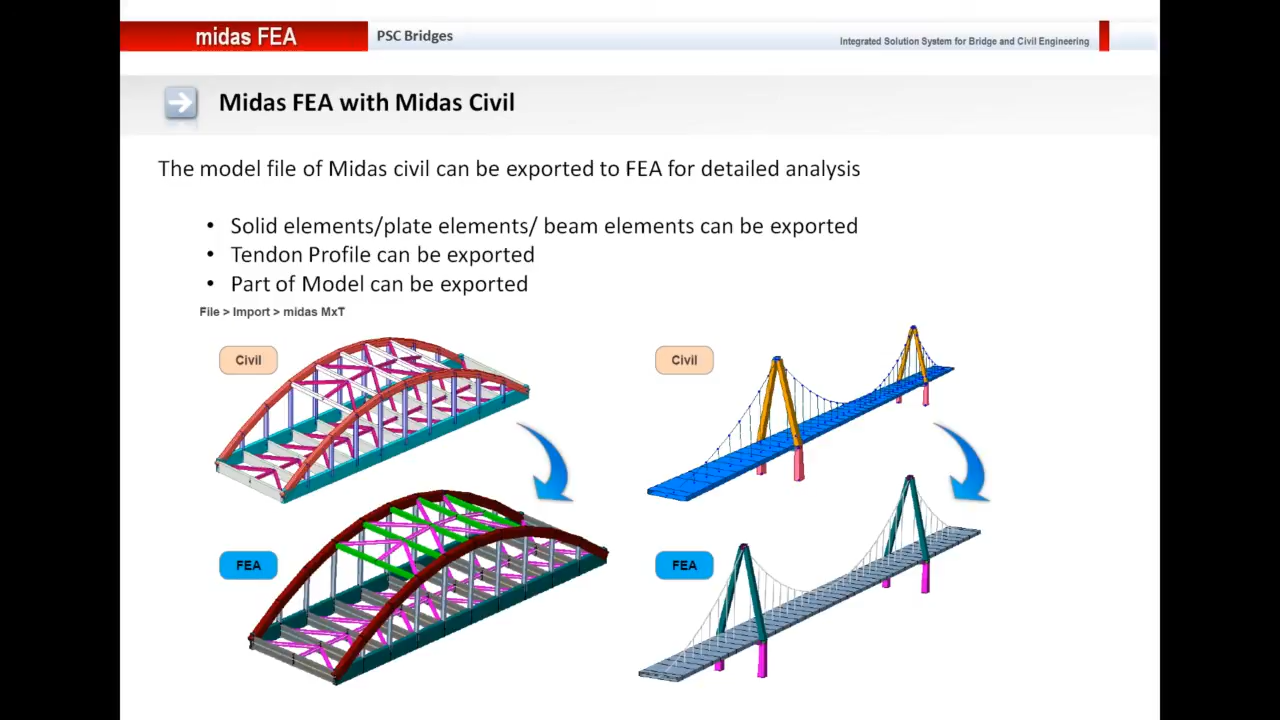 midas FEA
PSC Bridges
Integrated Solution System for Bridge and Civil Engineering
Midas FEA with Midas Civil
The model file of Midas civil can be exported to FEA for detailed analysis
• Solid elements/plate elements/ beam elements can be exported
• Tendon Profile can be exported
• Part of Model can be exported
File > Import > midas MxT
Civil
Civil
FEA
FEA